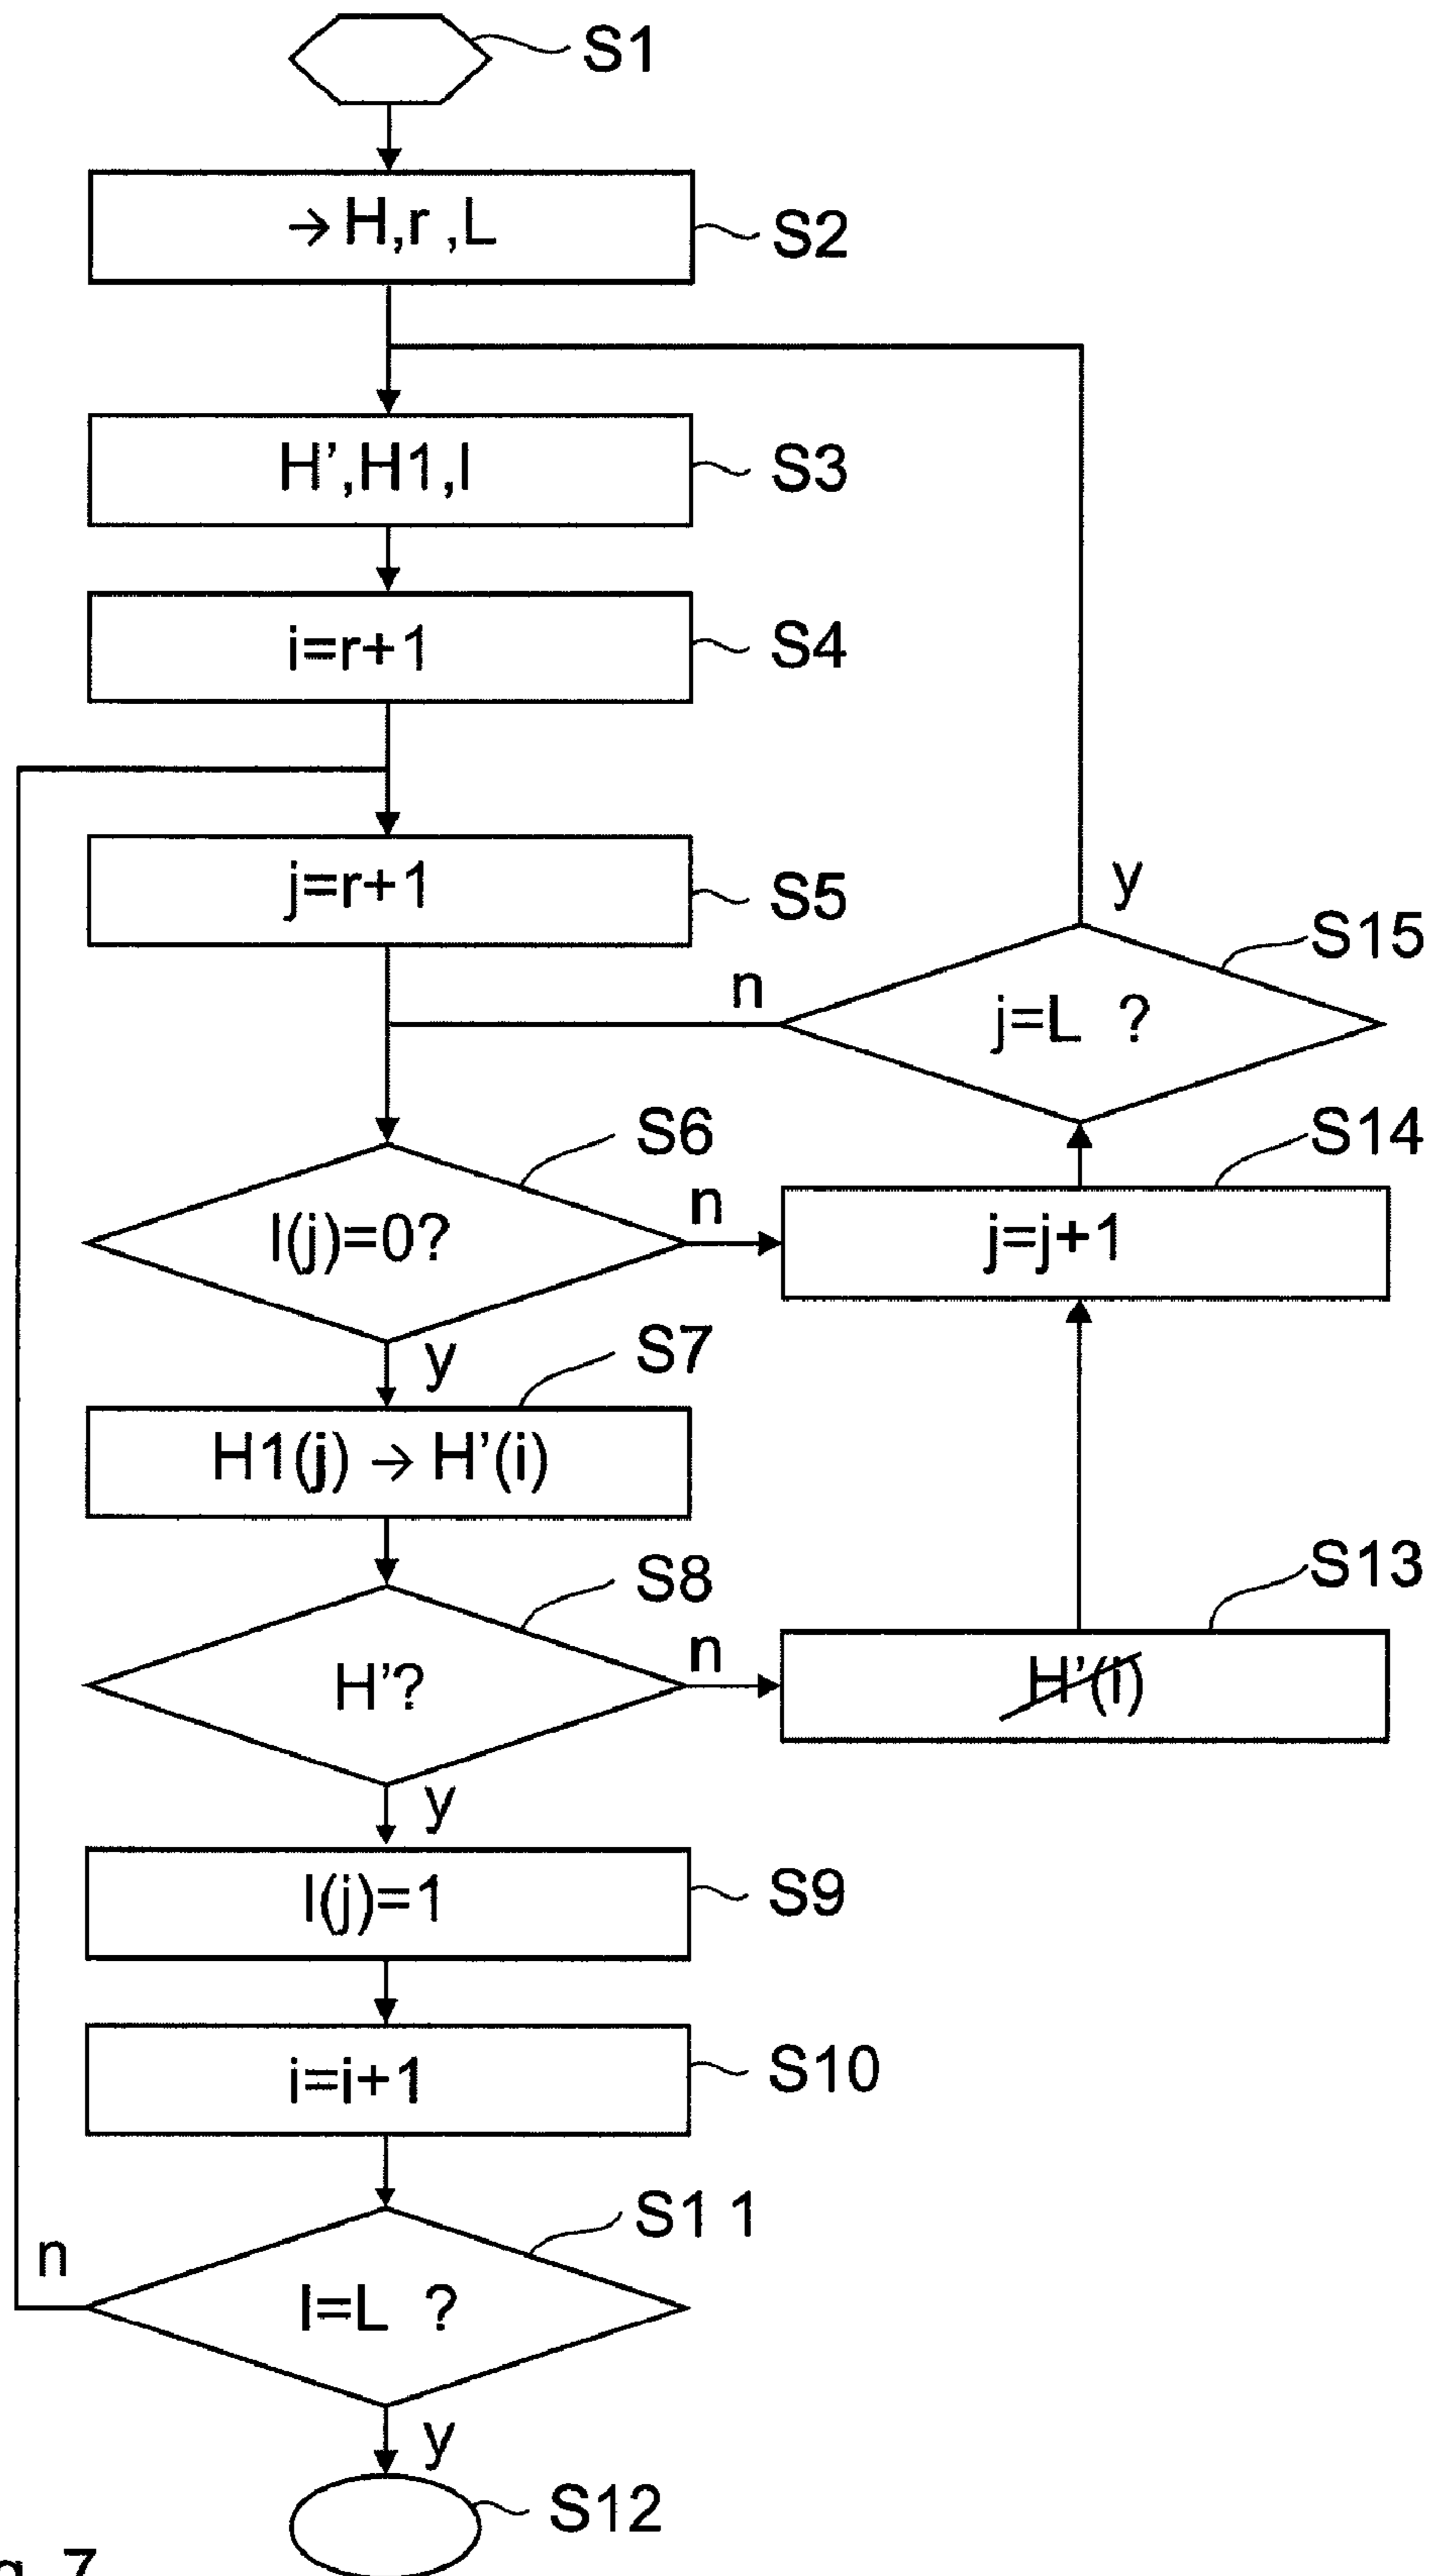 S1
→ H,r ,L
S2
H',H1,I
S3
i=r+1
S4
j=r+1
S5
y
S15
n
j=L ?
S6
S14
I(j)=0?
n
j=j+1
y
S7
H1(j) → H'(i)
S8
S13
H'?
n
H'(i)
y
I(j)=1
S9
i=i+1
S10
S1 1
n
I=L ?
y
S12
g. 7